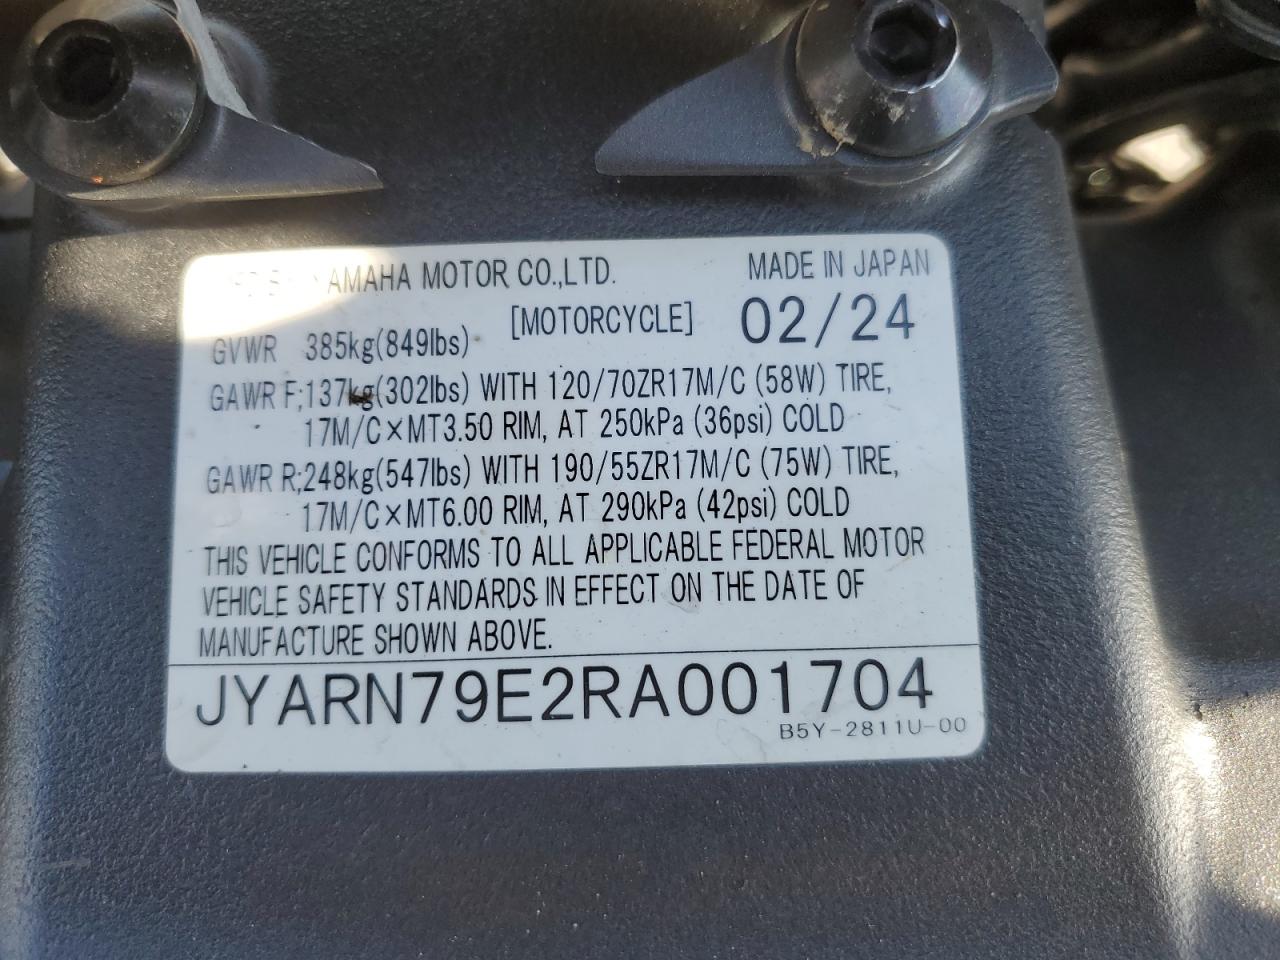 YAMAHA MOTOR CO.,LTD. MADE IN JAPAN
[MOTORCYCLE] 02/24
GVWR 385kg(849lbs)
GAWR F;137kg(302lbs) WITH 120/70ZR17M/C (58W) TIRE,
17M/C×MT3.50 RIM, AT 250kPa (36psi) COLD
GAWR R;248kg(547lbs) WITH 190/55ZR17M/C (75W) TIRE,
17M/C×MT6.00 RIM, AT 290kPa (42psi) COLD
THIS VEHICLE CONFORMS TO ALL APPLICABLE FEDERAL MOTOR
VEHICLE SAFETY STANDARDS IN EFFECT ON THE DATE OF
MANUFACTURE SHOWN ABOVE.
JYARN79E2RA001704
B5Y-2811U-00